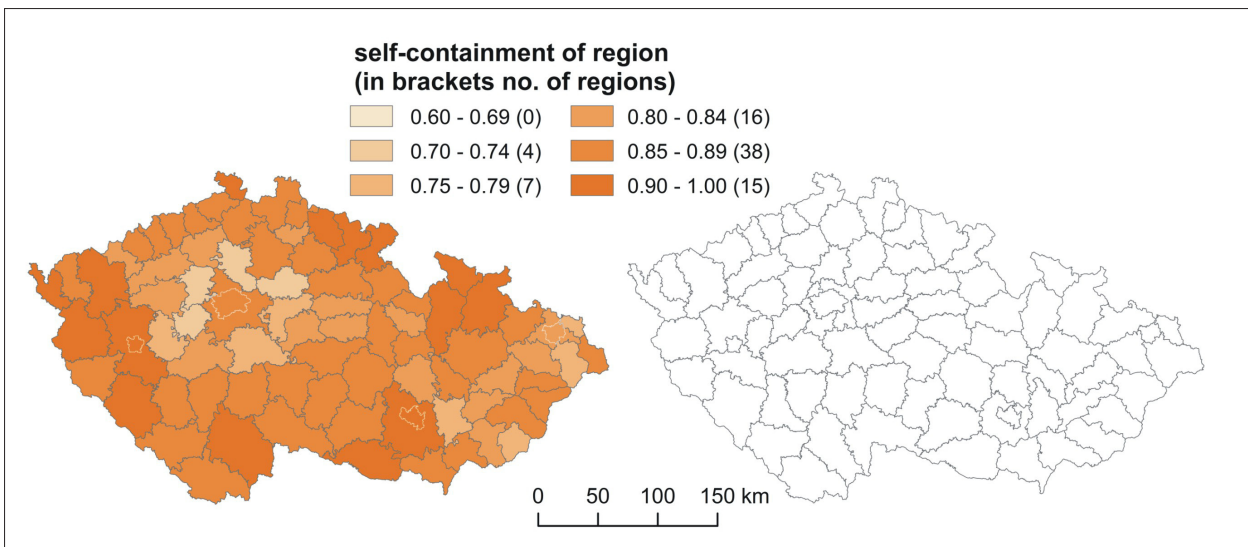 self-containment of region
(in brackets no. of regions)
0.60 - 0.69 (0)
0.70 - 0.74 (4)
0.75 - 0.79 (7)
0.80 - 0.84 (16)
0.85 - 0.89 (38)
0.90 - 1.00 (15)
0 50 100 150 km